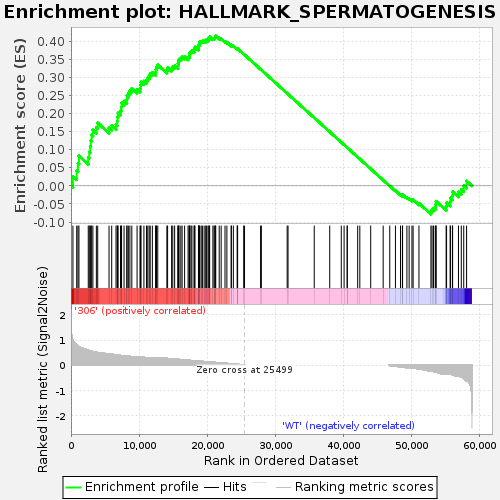 Enrichment plot: HALLMARK_SPERMATOGENESIS
Enrichment score (ES)
0.40
0.35
0.30
0.25
0.20
0.15
0.10
0.05
0.00
-0.05
-0.10
'306' (positively correlated)
Ranked list metric (Signal2Noise)
2
1
0
-1
-2
Zero cross at 25499
'WT' (negatively correlated)
0
10,000
20,000
30,000
40,000
50,000
60,000
Rank in Ordered Dataset
Enrichment profile
Hits
Ranking metric scores